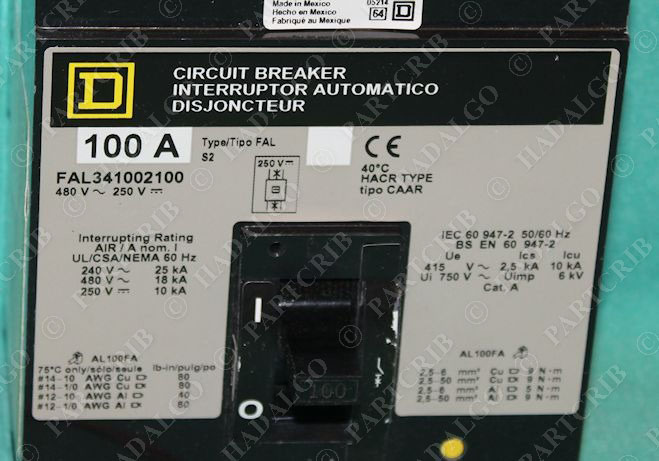 Made in Mexico
Hecho en Mexico
Fabriqué au Mexique
05214
64
D
D
CIRCUIT BREAKER
INTERRUPTOR AUTOMATICO
DISJONCTEUR
100 A
Type/Tipo FAL
S2
FAL341002100
480 V ~ 250 V ⎓
250 V ⎓
CE
40°C
HACR TYPE
tipo CAAR
Interrupting Rating
AIR / A nom. I
UL/CSA/NEMA 60 Hz
240 V ~ 25 kA
480 V ~ 18 kA
250 V ⎓ 10 kA
IEC 60 947-2 50/60 Hz
BS EN 60 947-2
Ue Ics Icu
415 V ~ 2,5 kA 10 kA
Ui 750 V ~ Uimp 6 kV
Cat. A
I
AL100FA
75°C only/sólo/seule lb-in/pulg/po
#14-10 AWG Cu 80
#14-1/0 AWG Cu 80
#12-10 AWG Al 40
#12-1/0 AWG Al 80
100
O
AL100FA
2,5-6 mm² Cu 9 N·m
2,5-50 mm² Cu 9 N·m
2,5-6 mm² Al 5 N·m
2,5-50 mm² Al 9 N·m
HADALGO
PARTCRIB